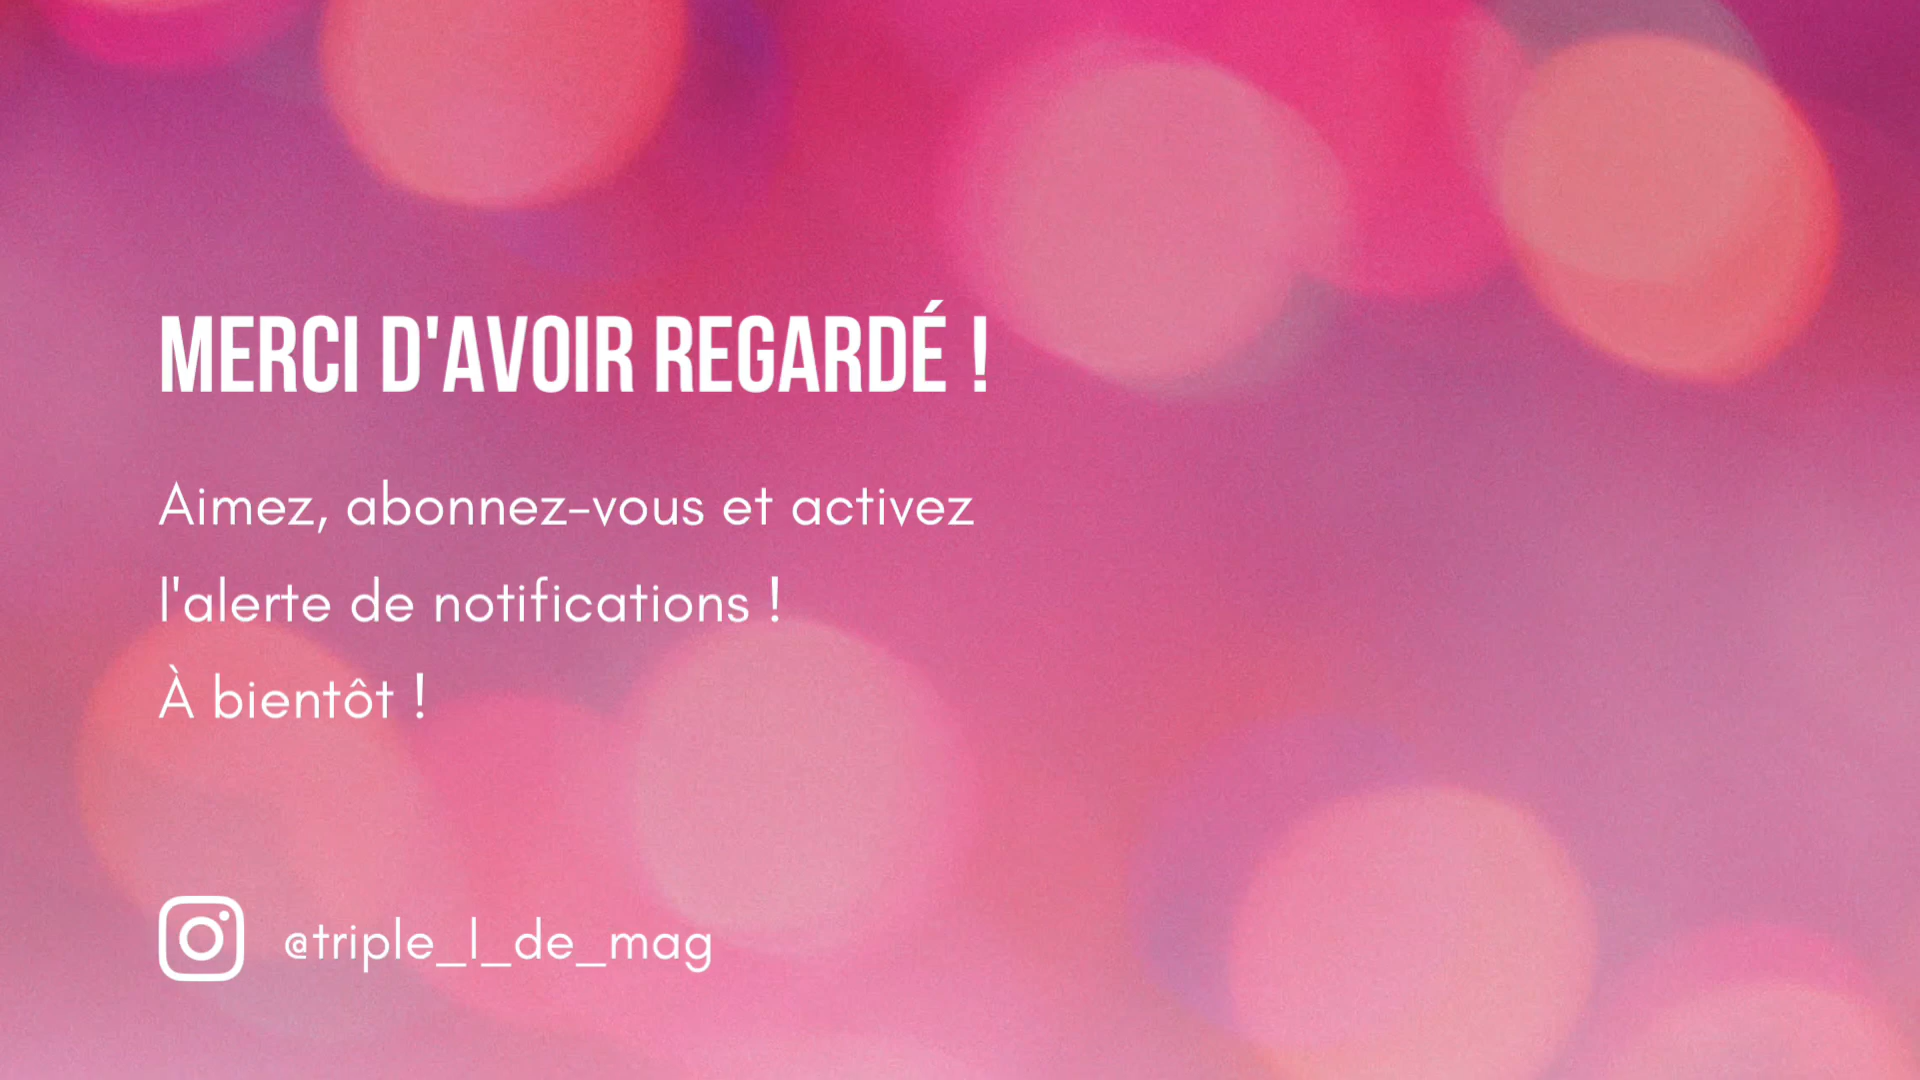 MERCI D'AVOIR REGARDÉ !
Aimez, abonnez-vous et activez
l'alerte de notifications !
À bientôt !
@triple_l_de_mag